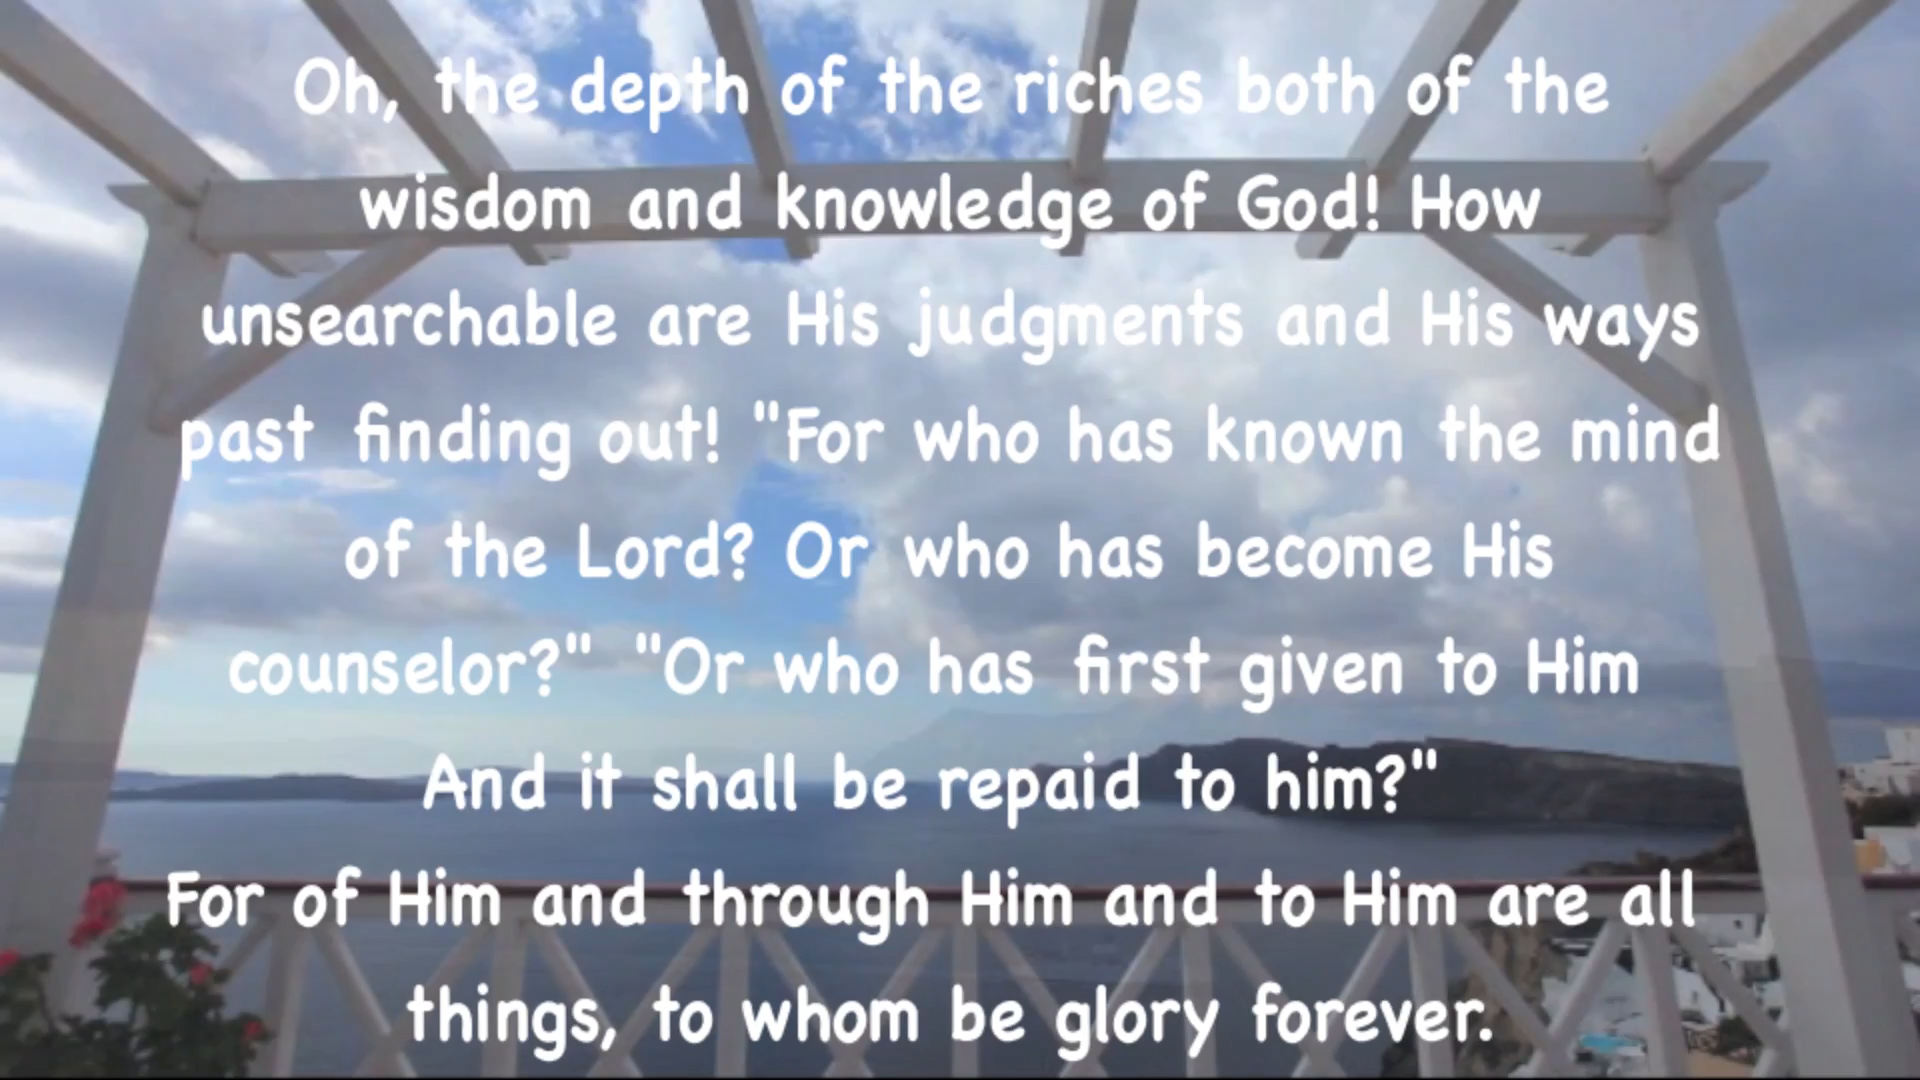 Oh, the depth of the riches both of the
wisdom and knowledge of God! How
unsearchable are His judgments and His ways
past finding out! "For who has known the mind
of the Lord? Or who has become His
counselor?" "Or who has first given to Him
And it shall be repaid to him?"
For of Him and through Him and to Him are all
things, to whom be glory forever.